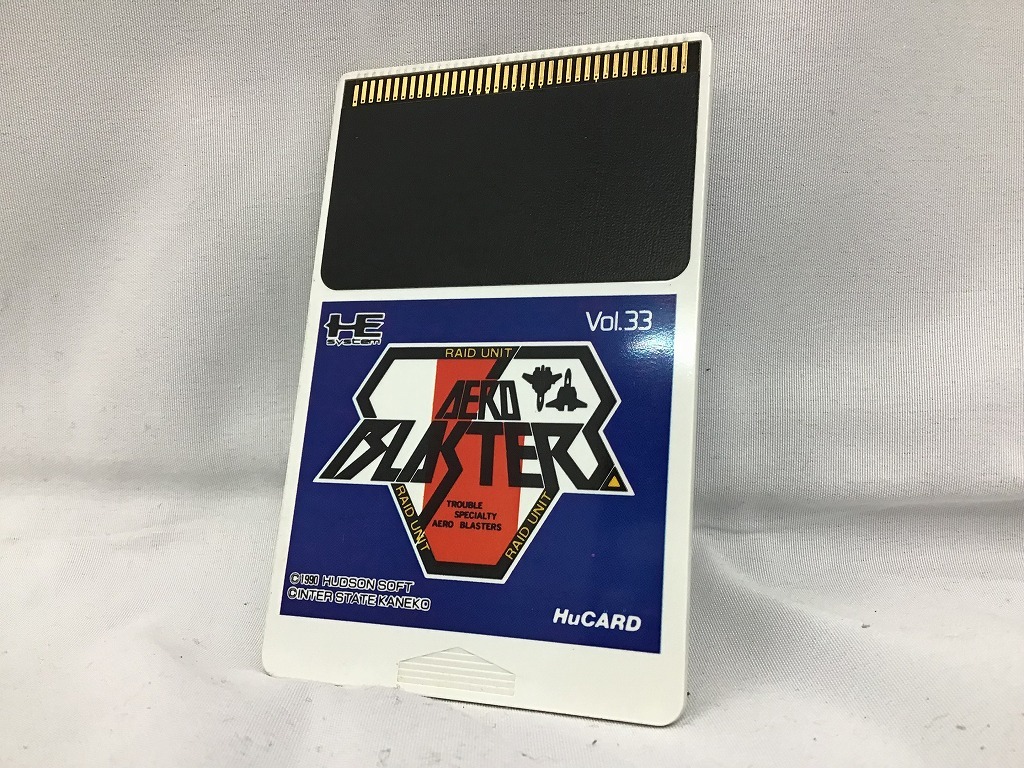 HE
SYSTEM
Vol.33
RAID UNIT
AERO
BLASTERS
RAID UNIT
TROUBLE
SPECIALTY
AERO BLASTERS
RAID UNIT
©1990 HUDSON SOFT
©INTER STATE KANEKO
HuCARD